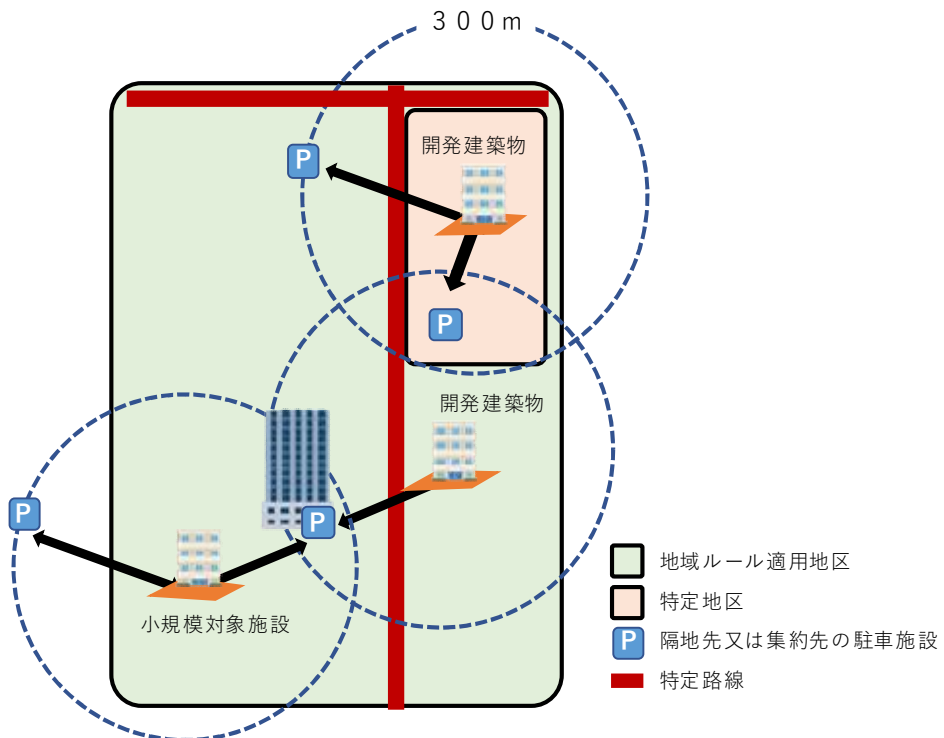 ３００ｍ
開発建築物
P
P
開発建築物
P
P
小規模対象施設
地域ルール適用地区
特定地区
P
隔地先又は集約先の駐車施設
特定路線